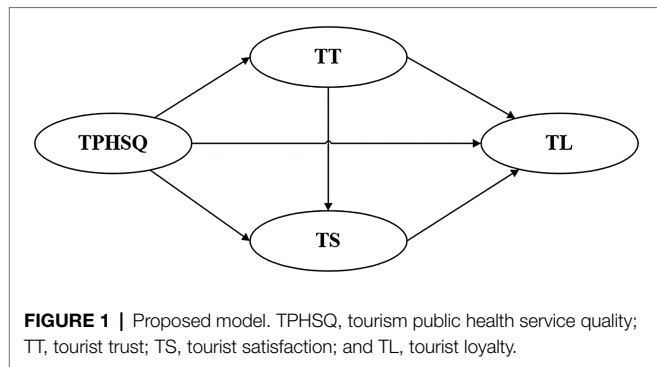 TT
TPHSQ
TL
TS
FIGURE 1 | Proposed model. TPHSQ, tourism public health service quality;
TT, tourist trust; TS, tourist satisfaction; and TL, tourist loyalty.